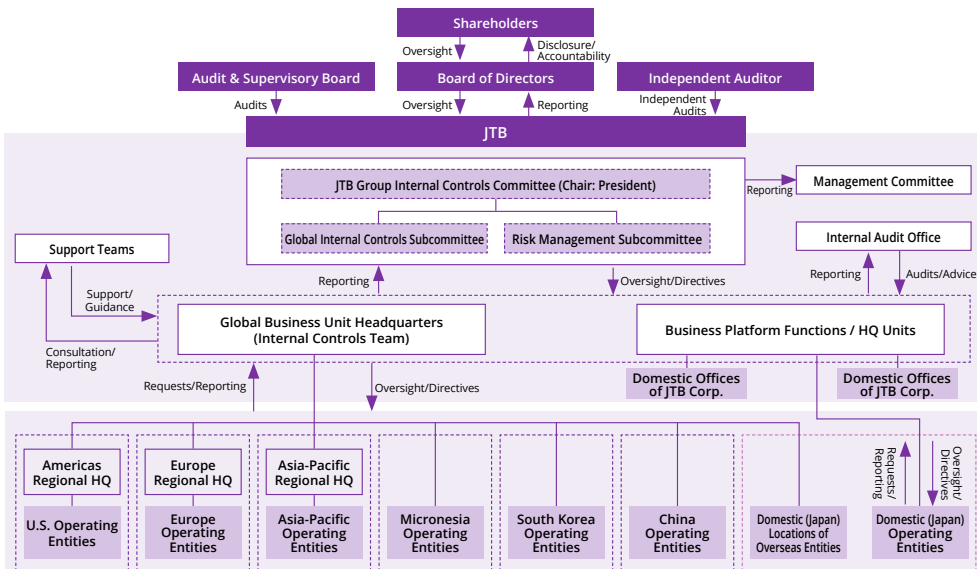 Shareholders
Oversight
Disclosure/
Accountability
Audit & Supervisory Board
Board of Directors
Independent Auditor
Audits
Oversight
Reporting
Independent
Audits
JTB
JTB Group Internal Controls Committee (Chair: President)
Reporting
Management Committee
Global Internal Controls Subcommittee
Risk Management Subcommittee
Support Teams
Internal Audit Office
Reporting
Oversight/Directives
Reporting
Audits/Advice
Support/
Guidance
Global Business Unit Headquarters
(Internal Controls Team)
Business Platform Functions / HQ Units
Consultation/
Reporting
Requests/Reporting
Oversight/Directives
Domestic Offices
of JTB Corp.
Domestic Offices
of JTB Corp.
Americas
Regional HQ
Europe
Regional HQ
Asia-Pacific
Regional HQ
Requests/
Reporting
Oversight/
Directives
U.S. Operating
Entities
Europe
Operating
Entities
Asia-Pacific
Operating
Entities
Micronesia
Operating
Entities
South Korea
Operating
Entities
China
Operating
Entities
Domestic (Japan)
Locations of
Overseas Entities
Domestic (Japan)
Operating
Entities